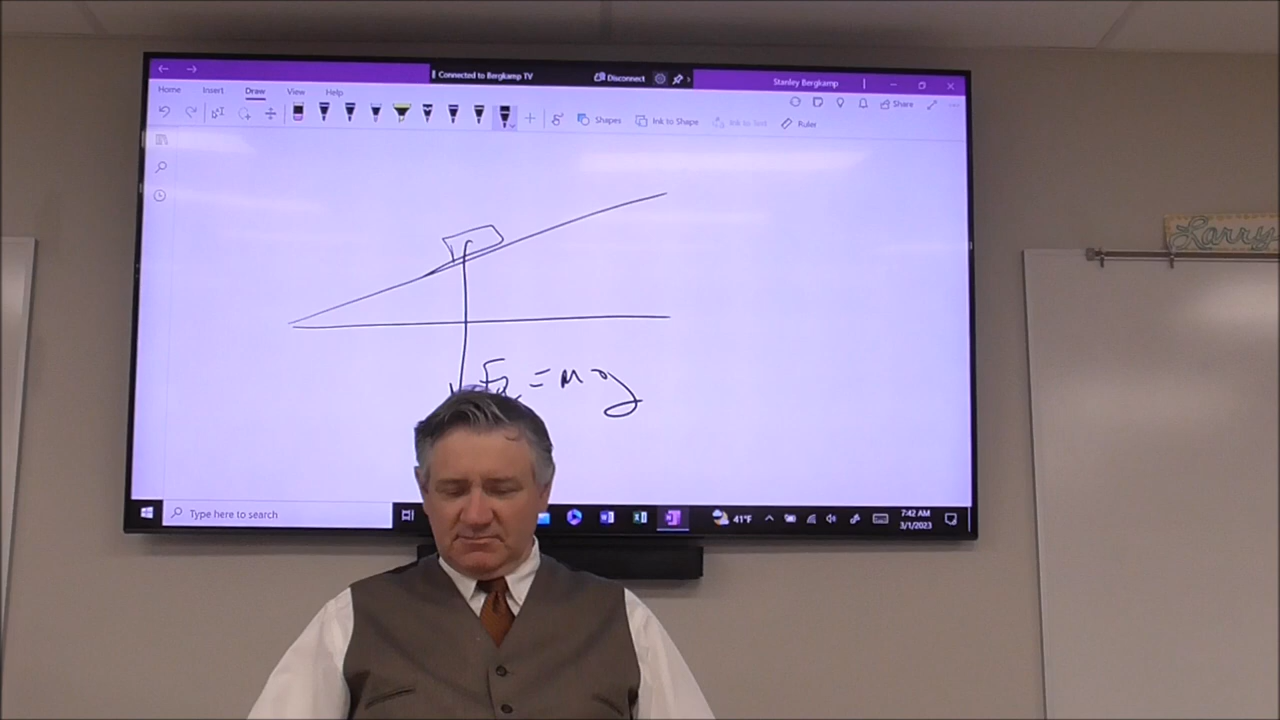 Connected to Bergkamp TV
Disconnect
Stanley Bergkamp
Home Insert Draw View Help
Share
Shapes Ink to Shape Ink to Text Ruler
= mg
Type here to search
41°F
7:42 AM
3/1/2023
Larry